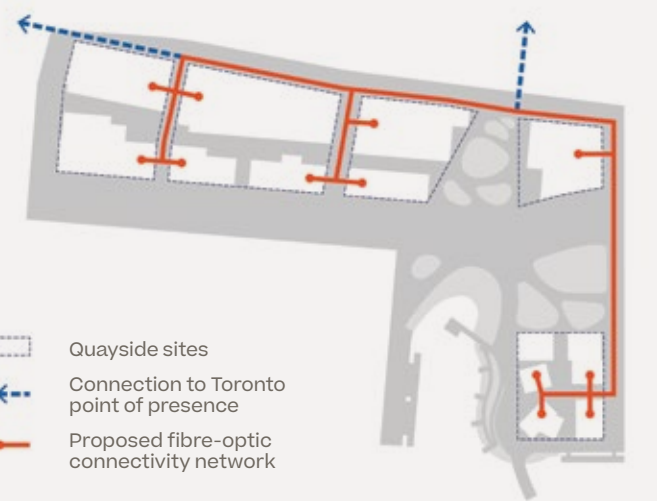 Quayside sites
Connection to Toronto
point of presence
Proposed fibre-optic
connectivity network